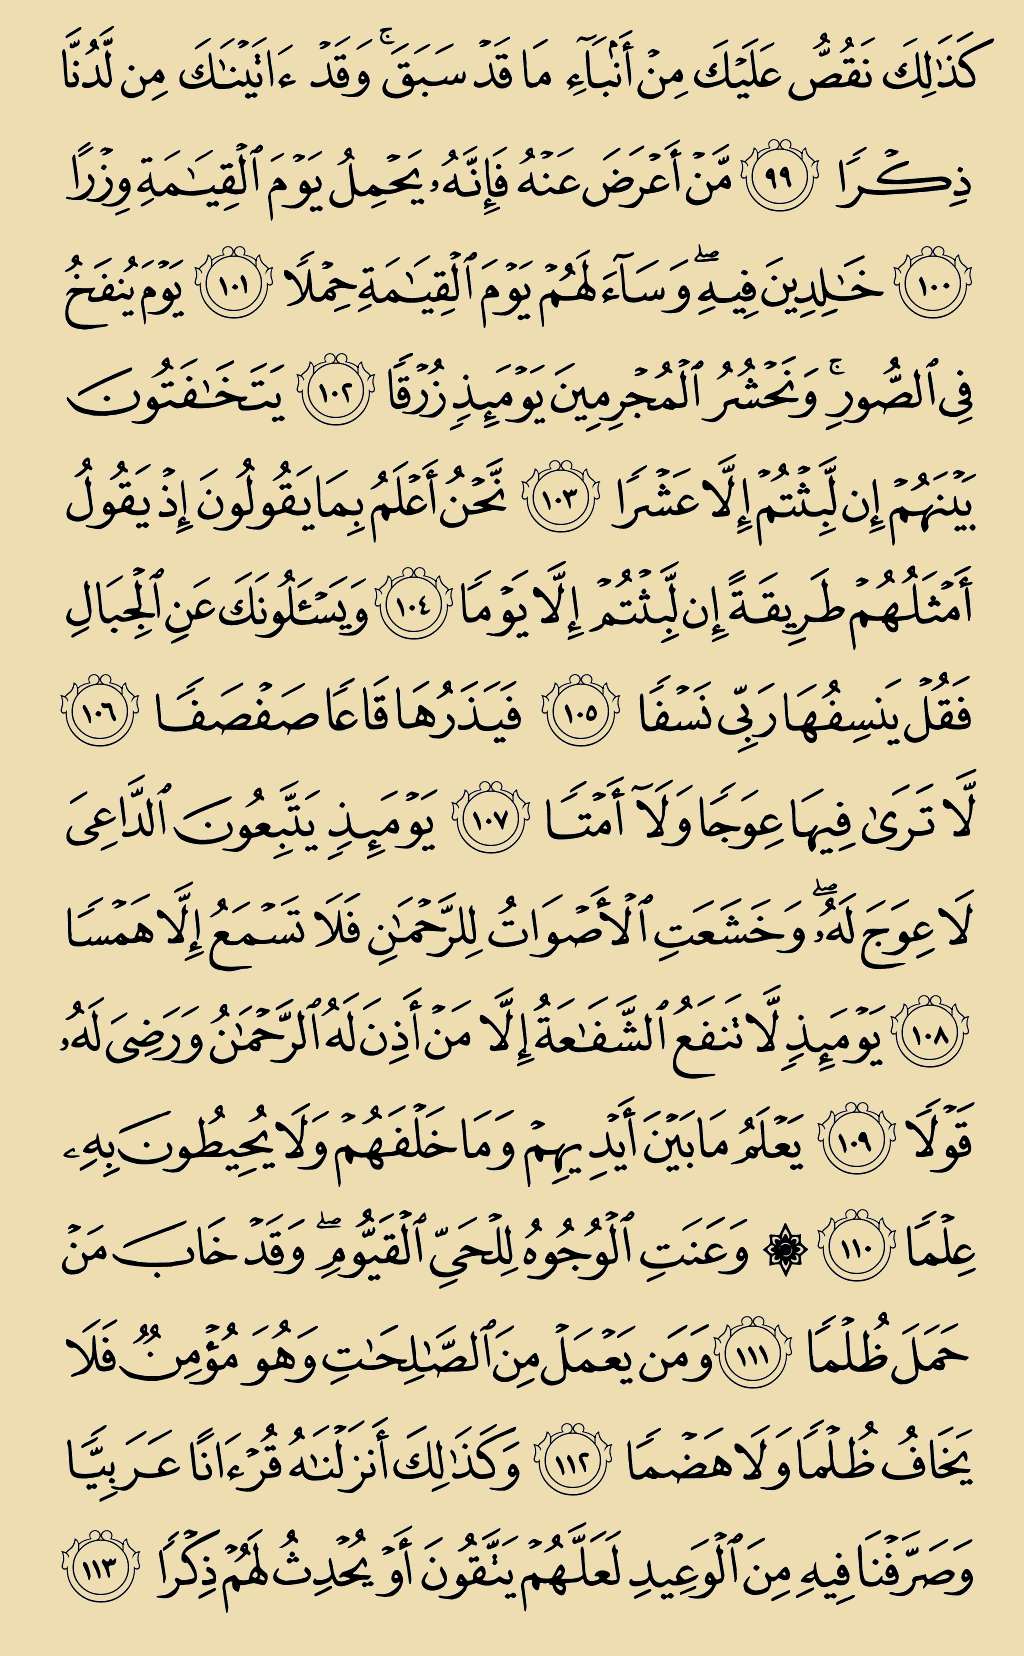 كَذَٰلِكَ نَقُصُّ عَلَيْكَ مِنْ أَنۢبَآءِ مَا قَدْ سَبَقَ ۚ وَقَدْ ءَاتَيْنَٰكَ مِن لَّدُنَّا
ذِكْرًا ٩٩ مَّنْ أَعْرَضَ عَنْهُ فَإِنَّهُۥ يَحْمِلُ يَوْمَ ٱلْقِيَٰمَةِ وِزْرًا
١٠٠ خَٰلِدِينَ فِيهِ ۖ وَسَآءَ لَهُمْ يَوْمَ ٱلْقِيَٰمَةِ حِمْلًا ١٠١ يَوْمَ يُنفَخُ
فِى ٱلصُّورِ ۚ وَنَحْشُرُ ٱلْمُجْرِمِينَ يَوْمَئِذٍ زُرْقًا ١٠٢ يَتَخَٰفَتُونَ
بَيْنَهُمْ إِن لَّبِثْتُمْ إِلَّا عَشْرًا ١٠٣ نَّحْنُ أَعْلَمُ بِمَا يَقُولُونَ إِذْ يَقُولُ
أَمْثَلُهُمْ طَرِيقَةً إِن لَّبِثْتُمْ إِلَّا يَوْمًا ١٠٤ وَيَسْـَٔلُونَكَ عَنِ ٱلْجِبَالِ
فَقُلْ يَنسِفُهَا رَبِّى نَسْفًا ١٠٥ فَيَذَرُهَا قَاعًا صَفْصَفًا ١٠٦
لَّا تَرَىٰ فِيهَا عِوَجًا وَلَآ أَمْتًا ١٠٧ يَوْمَئِذٍ يَتَّبِعُونَ ٱلدَّاعِىَ
لَا عِوَجَ لَهُۥ ۖ وَخَشَعَتِ ٱلْأَصْوَاتُ لِلرَّحْمَٰنِ فَلَا تَسْمَعُ إِلَّا هَمْسًا
١٠٨ يَوْمَئِذٍ لَّا تَنفَعُ ٱلشَّفَٰعَةُ إِلَّا مَنْ أَذِنَ لَهُ ٱلرَّحْمَٰنُ وَرَضِىَ لَهُۥ
قَوْلًا ١٠٩ يَعْلَمُ مَا بَيْنَ أَيْدِيهِمْ وَمَا خَلْفَهُمْ وَلَا يُحِيطُونَ بِهِۦ
عِلْمًا ١١٠ ۞ وَعَنَتِ ٱلْوُجُوهُ لِلْحَىِّ ٱلْقَيُّومِ ۖ وَقَدْ خَابَ مَنْ
حَمَلَ ظُلْمًا ١١١ وَمَن يَعْمَلْ مِنَ ٱلصَّٰلِحَٰتِ وَهُوَ مُؤْمِنٌ فَلَا
يَخَافُ ظُلْمًا وَلَا هَضْمًا ١١٢ وَكَذَٰلِكَ أَنزَلْنَٰهُ قُرْءَانًا عَرَبِيًّا
وَصَرَّفْنَا فِيهِ مِنَ ٱلْوَعِيدِ لَعَلَّهُمْ يَتَّقُونَ أَوْ يُحْدِثُ لَهُمْ ذِكْرًا ١١٣